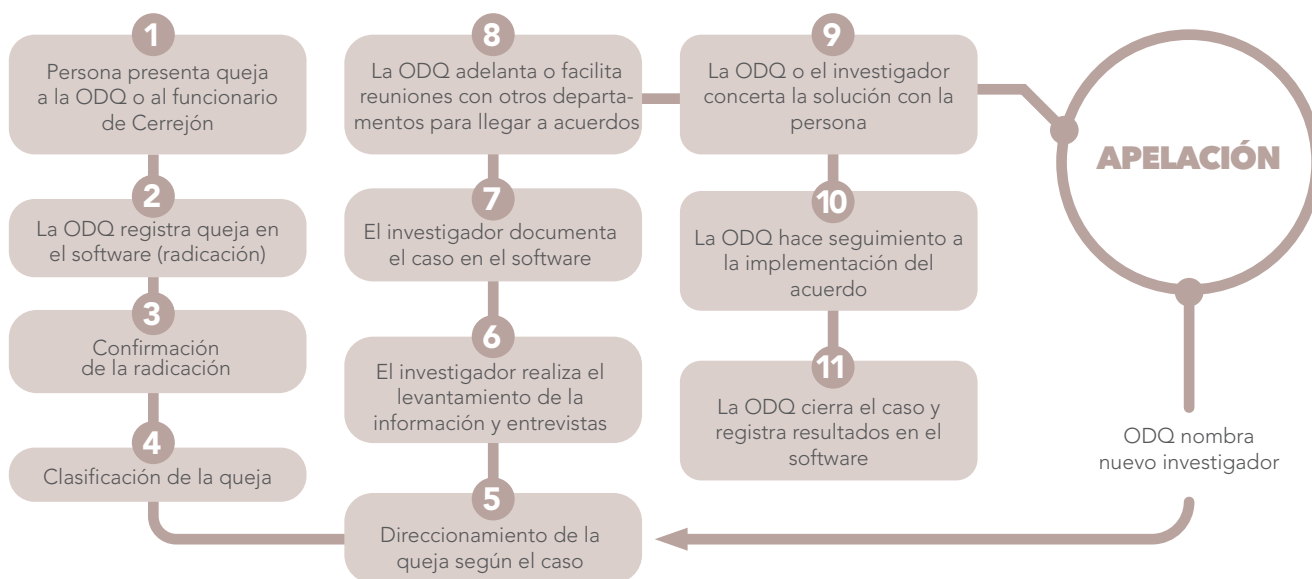 1
Persona presenta queja
a la ODQ o al funcionario
de Cerrejón
2
La ODQ registra queja en
el software (radicación)
3
Confirmación
de la radicación
4
Clasificación de la queja
5
Direccionamiento de la
queja según el caso
6
El investigador realiza el
levantamiento de la
información y entrevistas
7
El investigador documenta
el caso en el software
8
La ODQ adelanta o facilita
reuniones con otros departa-
mentos para llegar a acuerdos
9
La ODQ o el investigador
concerta la solución con la
persona
10
La ODQ hace seguimiento a
la implementación del
acuerdo
11
La ODQ cierra el caso y
registra resultados en el
software
APELACIÓN
ODQ nombra
nuevo investigador